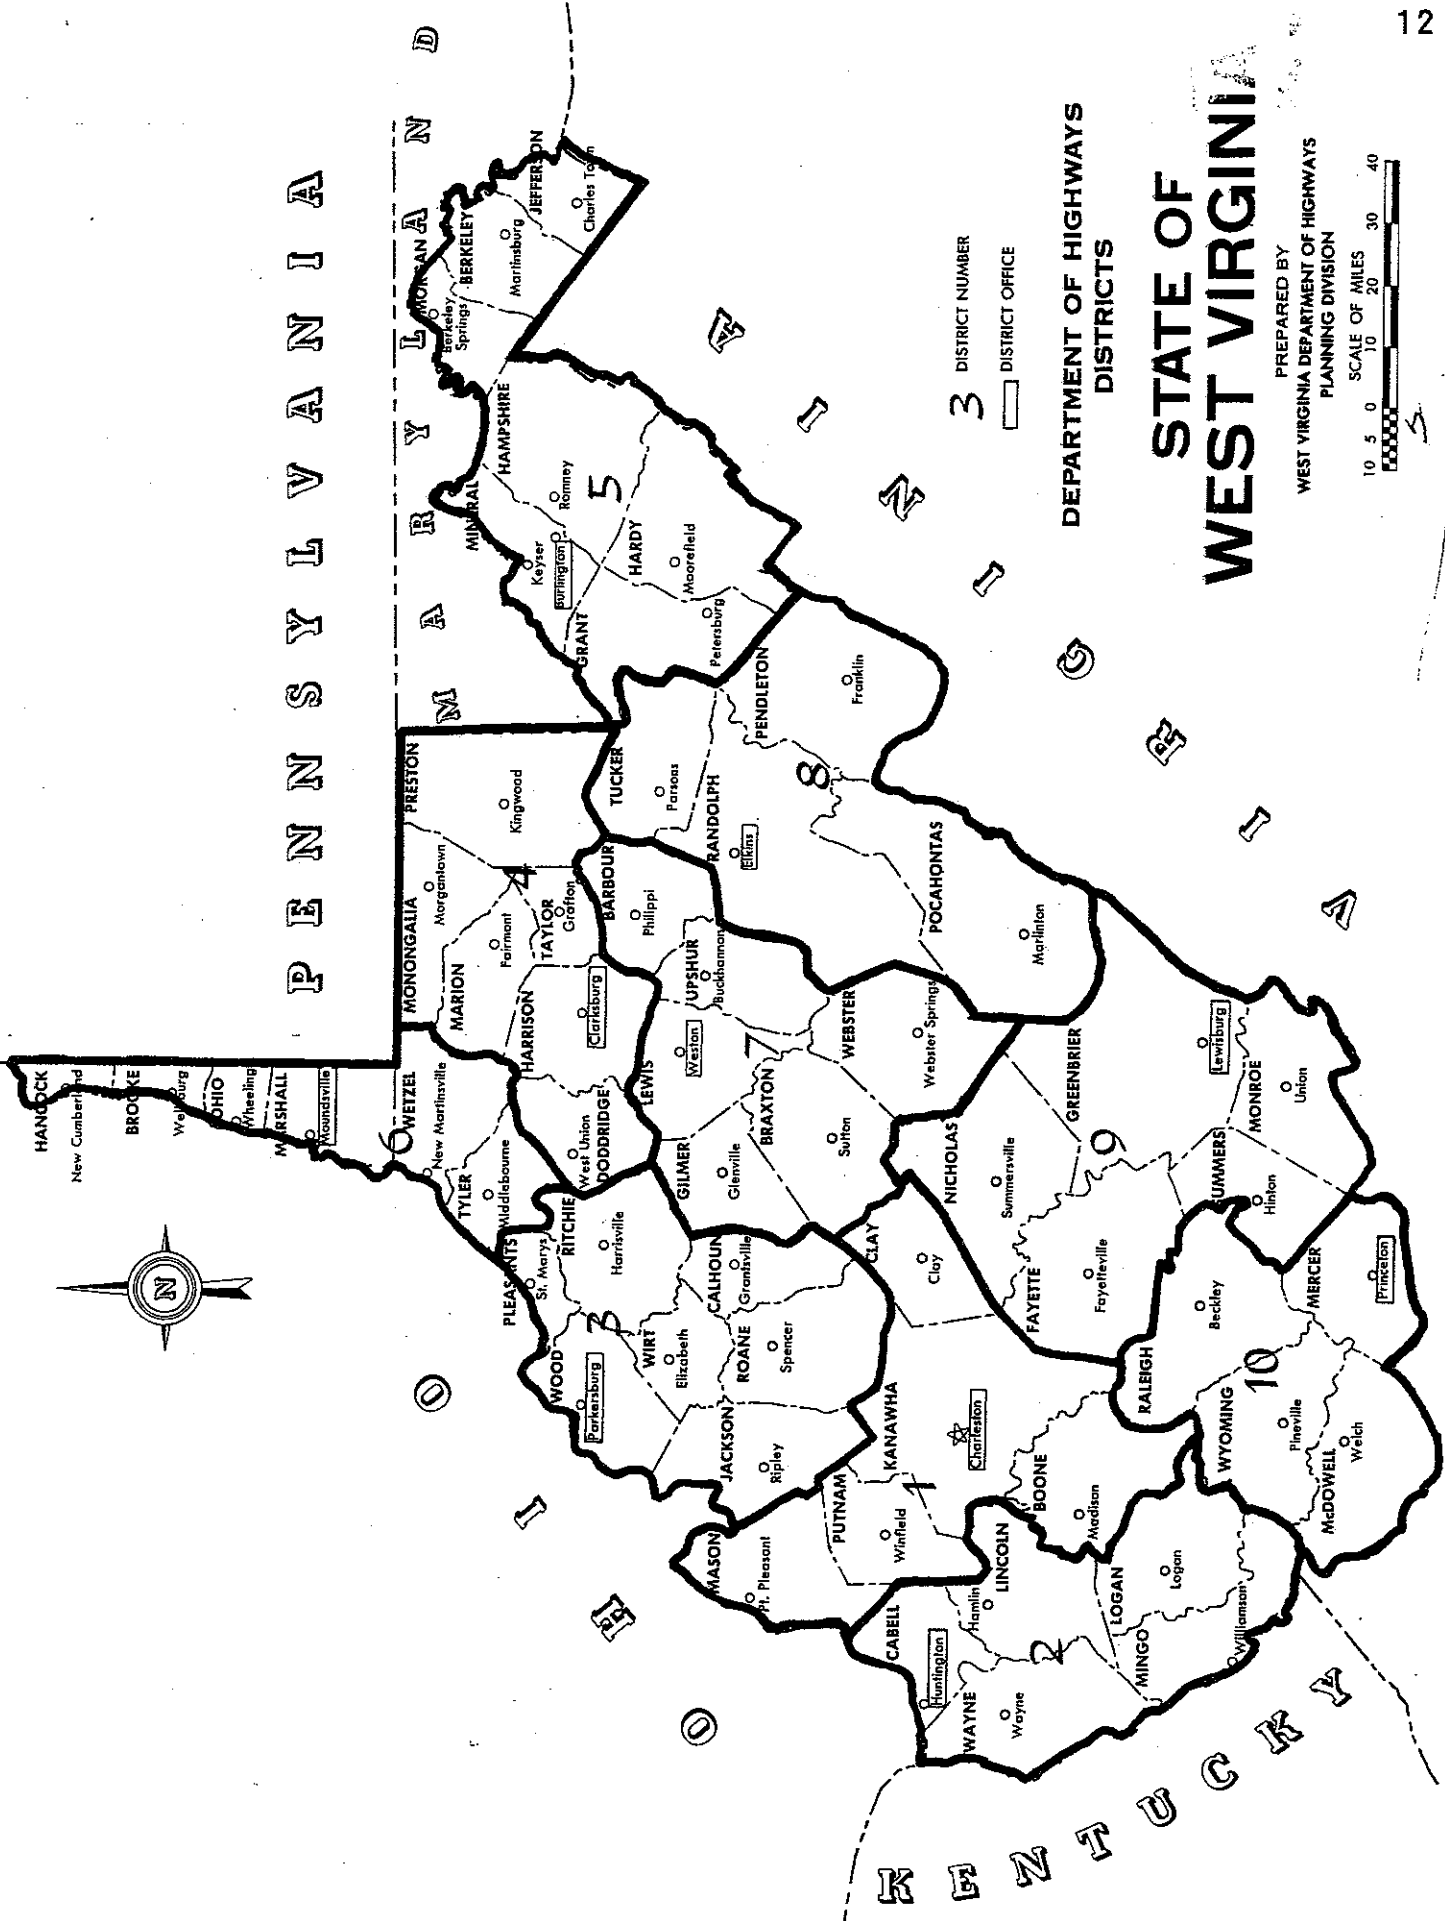 12
PENNSYLVANIA
MARYLAND
OHIO
KENTUCKY
VIRGINIA
N
HANCOCK
New Cumberland
BROOKE
Wellsburg
OHIO
Wheeling
MARSHALL
Moundsville
6
WETZEL
New Martinsville
TYLER
Middlebourne
PLEASANTS
St. Marys
RITCHIE
Harrisville
WOOD
Parkersburg
3
WIRT
Elizabeth
CALHOUN
Grantsville
ROANE
Spencer
JACKSON
Ripley
MONONGALIA
Morgantown
PRESTON
Kingwood
MARION
Fairmont
4
TAYLOR
Grafton
HARRISON
Clarksburg
DODDRIDGE
West Union
BARBOUR
Philippi
UPSHUR
Buckhannon
LEWIS
Weston
7
GILMER
Glenville
BRAXTON
Sutton
WEBSTER
Webster Springs
TUCKER
Parsons
RANDOLPH
Elkins
8
PENDLETON
Franklin
POCAHONTAS
Marlinton
MINERAL
Keyser
Burlington
HAMPSHIRE
Romney
5
HARDY
Moorefield
GRANT
Petersburg
MORGAN
Berkeley
Springs
BERKELEY
Martinsburg
JEFFERSON
Charles Town
MASON
Pt. Pleasant
PUTNAM
Winfield
1
KANAWHA
Charleston
CLAY
Clay
BOONE
Madison
CABELL
Huntington
LINCOLN
Hamlin
2
WAYNE
Wayne
LOGAN
Logan
MINGO
Williamson
NICHOLAS
Summersville
GREENBRIER
Lewisburg
9
FAYETTE
Fayetteville
SUMMERS
Hinton
MONROE
Union
RALEIGH
Beckley
10
WYOMING
Pineville
McDOWELL
Welch
MERCER
Princeton
3 DISTRICT NUMBER
DISTRICT OFFICE
DEPARTMENT OF HIGHWAYS
DISTRICTS
STATE OF
WEST VIRGINIA
PREPARED BY
WEST VIRGINIA DEPARTMENT OF HIGHWAYS
PLANNING DIVISION
SCALE OF MILES
10 5 0 10 20 30 40